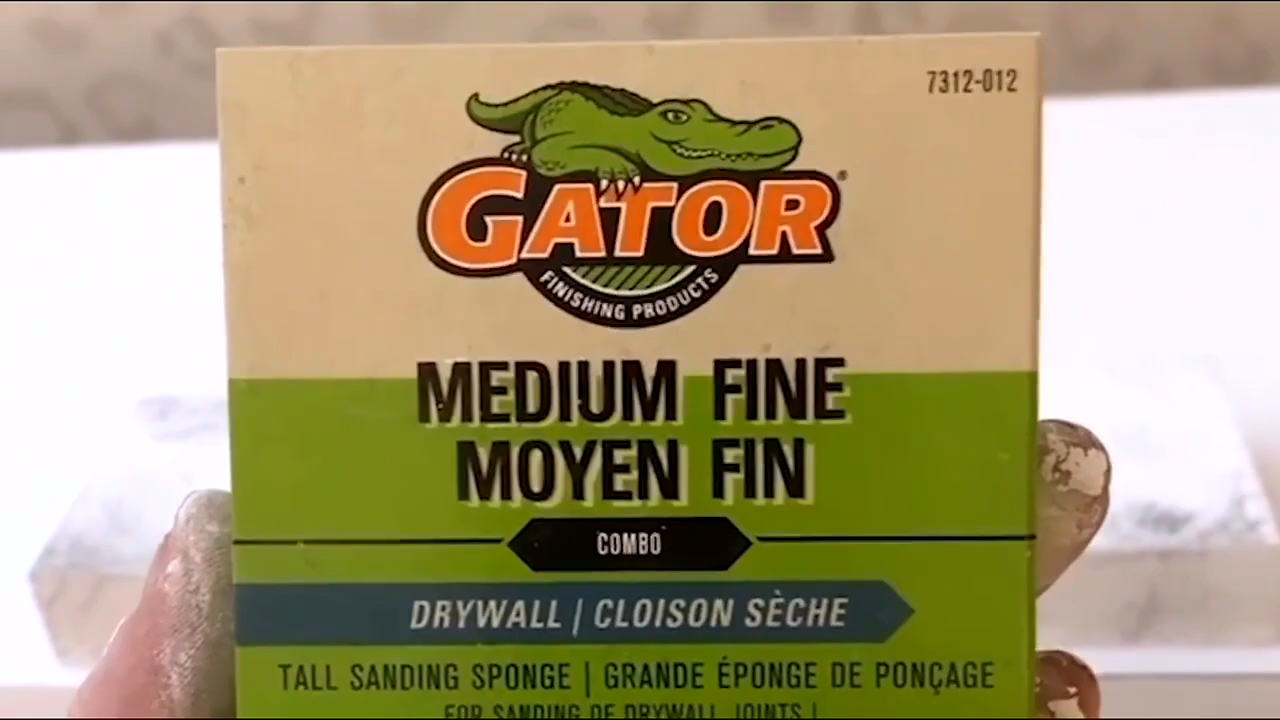 7312-012
GATOR®
FINISHING PRODUCTS
MEDIUM FINE
MOYEN FIN
COMBO
DRYWALL | CLOISON SÈCHE
TALL SANDING SPONGE | GRANDE ÉPONGE DE PONÇAGE
FOR SANDING OF DRYWALL JOINTS |